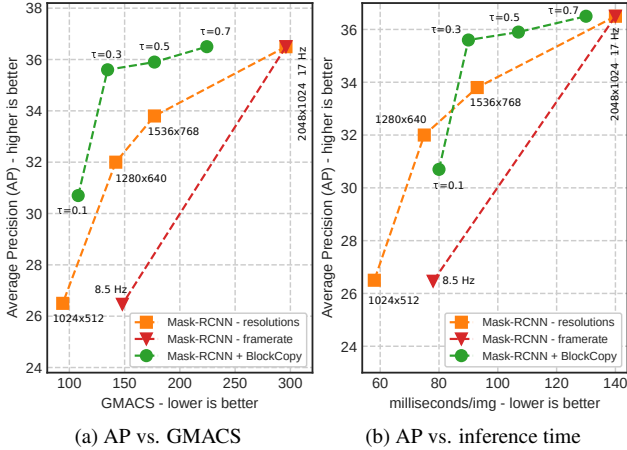 Average Precision (AP) - higher is better
38
36
34
32
30
28
26
24
100
150
200
250
300
GMACS - lower is better
τ=0.1
τ=0.3
τ=0.5
τ=0.7
2048x1024 17 Hz
1536x768
1280x640
8.5 Hz
1024x512
Mask-RCNN - resolutions
Mask-RCNN - framerate
Mask-RCNN + BlockCopy
(a) AP vs. GMACS
Average Precision (AP) - higher is better
36
34
32
30
28
26
24
60
80
100
120
140
milliseconds/img - lower is better
τ=0.3
τ=0.5
τ=0.7
2048x1024 17 Hz
1536x768
1280x640
τ=0.1
8.5 Hz
1024x512
Mask-RCNN - resolutions
Mask-RCNN - framerate
Mask-RCNN + BlockCopy
(b) AP vs. inference time